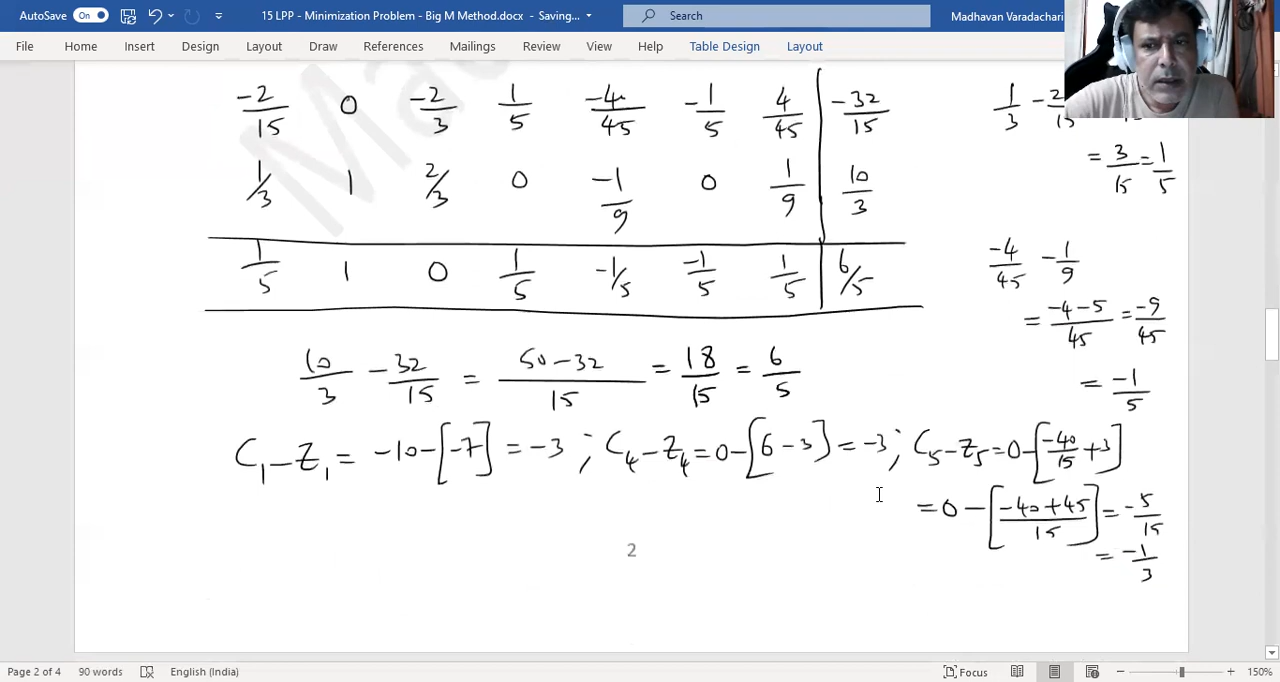 AutoSave On 15 LPP - Minimization Problem - Big M Method.docx - Saving... Search Madhavan Varadachari
File Home Insert Design Layout Draw References Mailings Review View Help Table Design Layout
-2/15 0 -2/3 1/5 -4/45 -1/5 4/45 -32/15
= 3/15 = 1/5
1/3 1 2/3 0 -1/9 0 1/9 10/3
1/5 1 0 1/5 -1/5 -1/5 1/5 6/5
-4/45 - 1/9
= -4-5/45 = -9/45
= -1/5
10/3 - 32/15 = 50-32/15 = 18/15 = 6/5
C1-Z1 = -10-[-7] = -3 ; C4-Z4 = 0-[6-3] = -3 ; C5-Z5 = 0-[-40/15 +3]
= 0 - [-40+45/15] = -5/15
= -1/3
2
Page 2 of 4 90 words English (India) Focus 150%